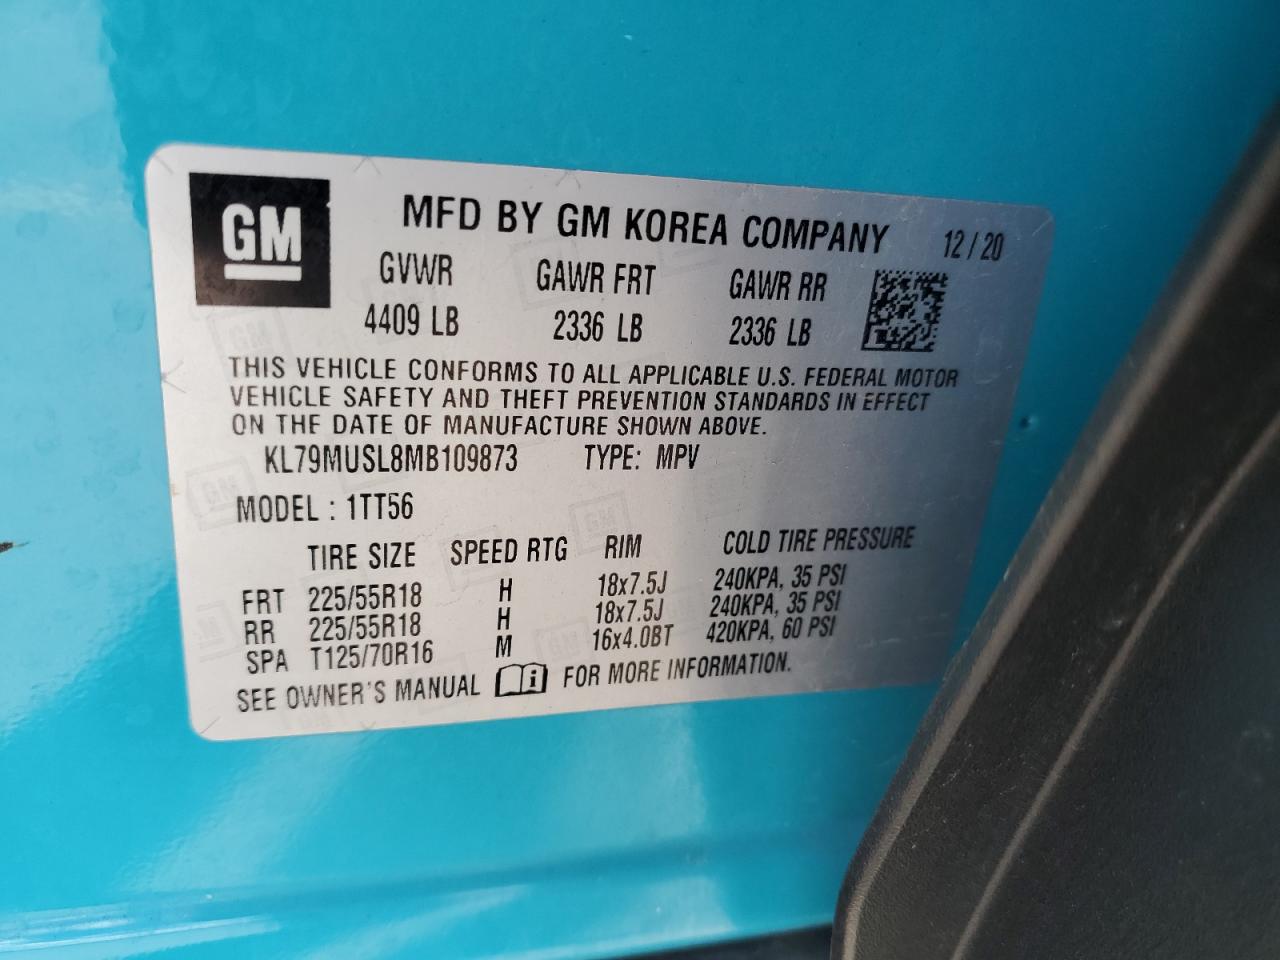 GM
MFD BY GM KOREA COMPANY 12/20
GVWR GAWR FRT GAWR RR
4409 LB 2336 LB 2336 LB
THIS VEHICLE CONFORMS TO ALL APPLICABLE U.S. FEDERAL MOTOR
VEHICLE SAFETY AND THEFT PREVENTION STANDARDS IN EFFECT
ON THE DATE OF MANUFACTURE SHOWN ABOVE.
KL79MUSL8MB109873 TYPE: MPV
MODEL : 1TT56
TIRE SIZE SPEED RTG RIM COLD TIRE PRESSURE
FRT 225/55R18 H 18x7.5J 240KPA, 35 PSI
RR 225/55R18 H 18x7.5J 240KPA, 35 PSI
SPA T125/70R16 M 16x4.0BT 420KPA, 60 PSI
SEE OWNER'S MANUAL i FOR MORE INFORMATION.